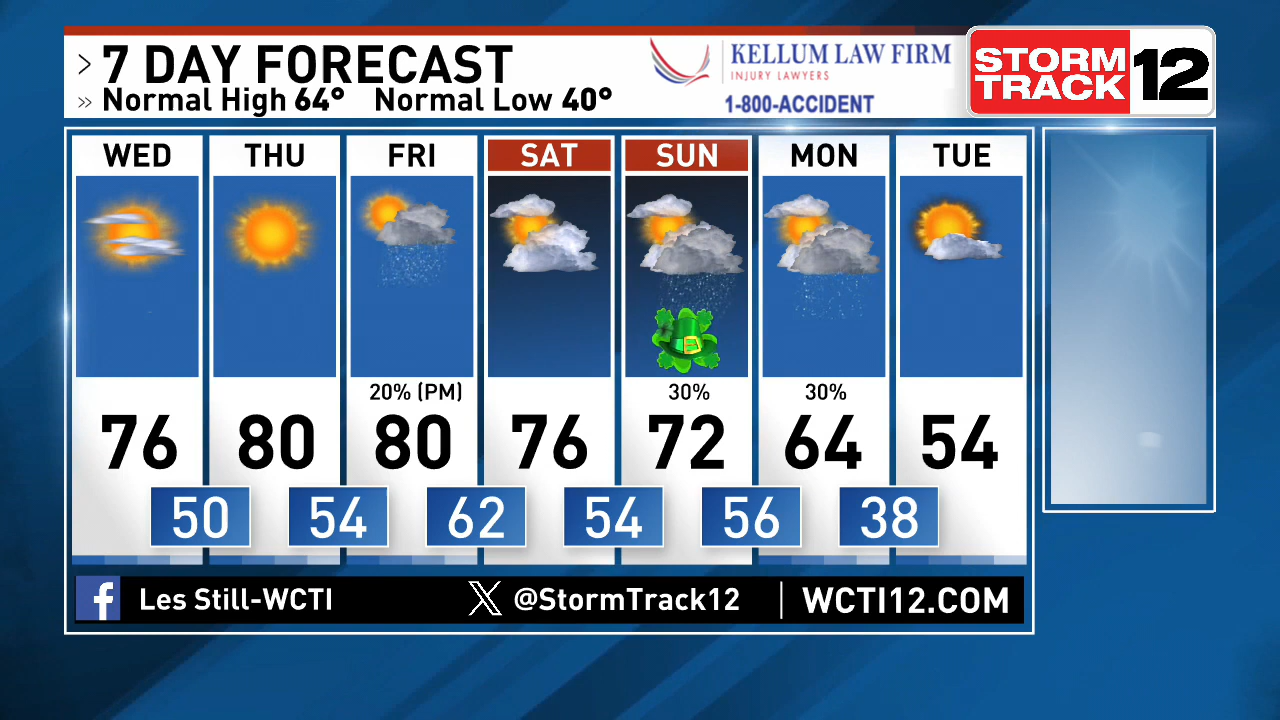 > 7 DAY FORECAST
» Normal High 64° Normal Low 40°
KELLUM LAW FIRM
INJURY LAWYERS
1-800-ACCIDENT
STORM
TRACK 12
WED THU FRI SAT SUN MON TUE
20% (PM) 30% 30%
76 80 80 76 72 64 54
50 54 62 54 56 38
f Les Still-WCTI X @StormTrack12 | WCTI12.COM